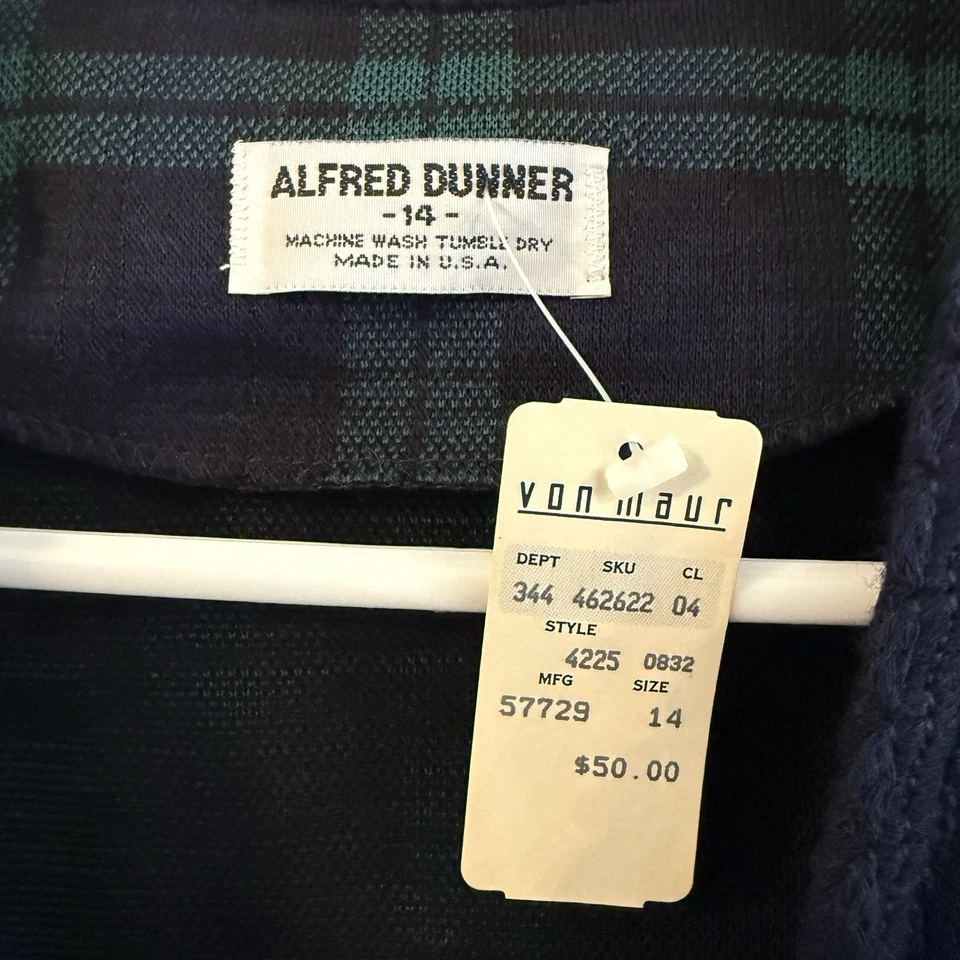 ALFRED DUNNER
- 14 -
MACHINE WASH TUMBLE DRY
MADE IN U.S.A.
von maur
DEPT SKU CL
344 462622 04
STYLE
4225 0832
MFG SIZE
57729 14
$50.00